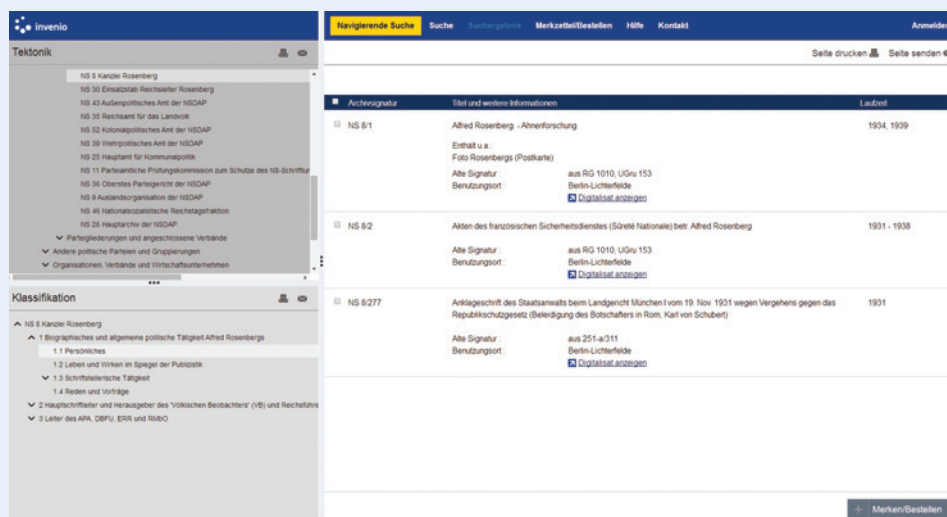 invenio
Navigierende Suche Suche Suchergebnis Merkzettel/Bestellen Hilfe Kontakt Anmelden
Seite drucken Seite senden
Tektonik
NS 8 Kanzlei Rosenberg
NS 30 Einsatzstab Reichsleiter Rosenberg
NS 43 Außenpolitisches Amt der NSDAP
NS 35 Reichsamt für das Landvolk
NS 52 Kolonialpolitisches Amt der NSDAP
NS 39 Wehrpolitisches Amt der NSDAP
NS 25 Hauptamt für Kommunalpolitik
NS 11 Parteiamtliche Prüfungskommission zum Schutze des NS-Schrifttur
NS 36 Oberstes Parteigericht der NSDAP
NS 9 Auslandsorganisation der NSDAP
NS 46 Nationalsozialistische Reichstagsfraktion
NS 26 Hauptarchiv der NSDAP
Parteigliederungen und angeschlossene Verbände
Andere politische Parteien und Gruppierungen
Organisationen, Verbände und Wirtschaftsunternehmen
Klassifikation
NS 8 Kanzlei Rosenberg
1 Biographisches und allgemeine politische Tätigkeit Alfred Rosenbergs
1.1 Persönliches
1.2 Leben und Wirken im Spiegel der Publizistik
1.3 Schriftstellerische Tätigkeit
1.4 Reden und Vorträge
2 Hauptschriftleiter und Herausgeber des 'Völkischen Beobachters' (VB) und Reichsführe
3 Leiter des APA, DBFU, ERR und RMbO
Archivsignatur Titel und weitere Informationen Laufzeit
NS 8/1 Alfred Rosenberg. - Ahnenforschung 1934, 1939
Enthält u.a.:
Foto Rosenbergs (Postkarte)
Alte Signatur : aus RG 1010, UGru 153
Benutzungsort : Berlin-Lichterfelde
Digitalisat anzeigen
NS 8/2 Akten des französischen Sicherheitsdienstes (Sûreté Nationale) betr. Alfred Rosenberg 1931 - 1938
Alte Signatur : aus RG 1010, UGru 153
Benutzungsort : Berlin-Lichterfelde
Digitalisat anzeigen
NS 8/277 Anklageschrift des Staatsanwalts beim Landgericht München I vom 19. Nov. 1931 wegen Vergehens gegen das 1931
Republikschutzgesetz (Beleidigung des Botschafters in Rom, Karl von Schubert)
Alte Signatur : aus 251-a/311
Benutzungsort : Berlin-Lichterfelde
Digitalisat anzeigen
+ Merken/Bestellen